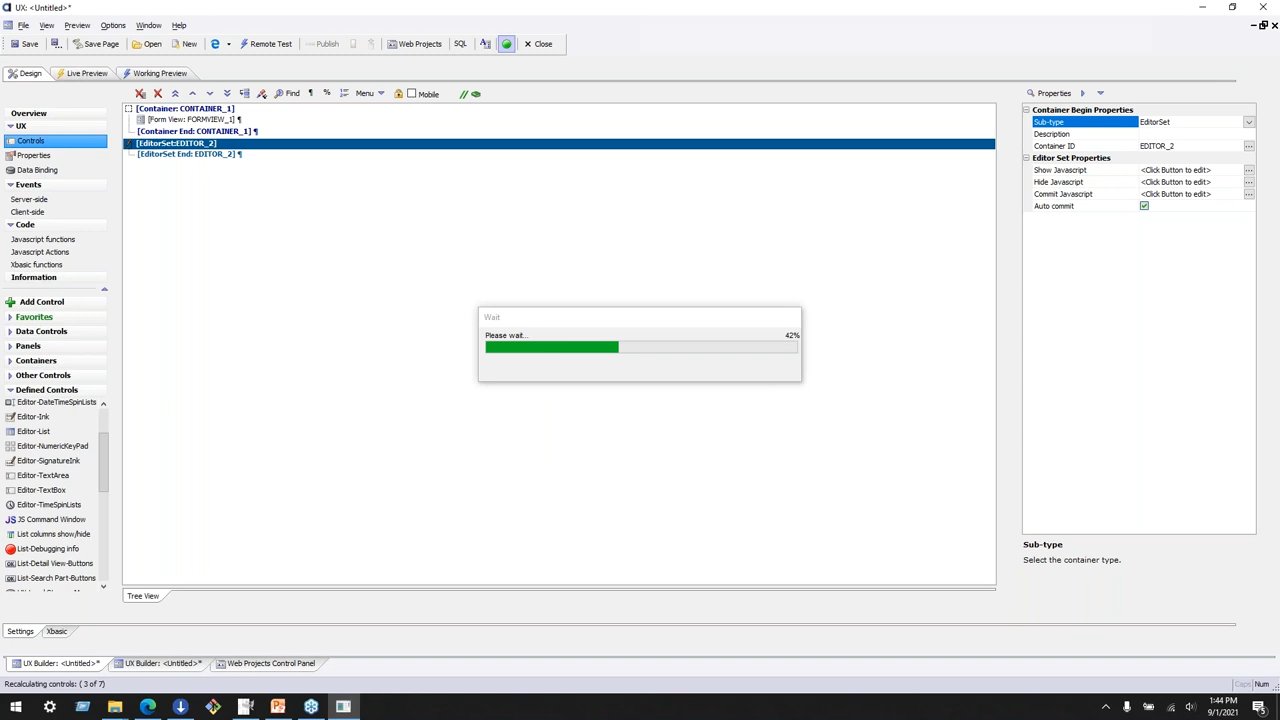 UX: <Untitled>*
File View Preview Options Window Help
Save Save Page Open New Remote Test Publish Web Projects SQL Close
Design Live Preview Working Preview
Overview
UX
Controls
Properties
Data Binding
Events
Server-side
Client-side
Code
Javascript functions
Javascript Actions
Xbasic functions
Information
Add Control
Favorites
Data Controls
Panels
Containers
Other Controls
Defined Controls
Editor-DateTimeSpinLists
Editor-Ink
Editor-List
Editor-NumericKeyPad
Editor-SignatureInk
Editor-TextArea
Editor-TextBox
Editor-TimeSpinLists
JS Command Window
List columns show/hide
List-Debugging info
List-Detail View-Buttons
List-Search Part-Buttons
Find ¶ % Menu Mobile //
[Container: CONTAINER_1]
[Form View: FORMVIEW_1] ¶
[Container End: CONTAINER_1] ¶
[EditorSet:EDITOR_2]
[EditorSet End: EDITOR_2] ¶
Wait
Please wait... 42%
Tree View
Properties
Container Begin Properties
Sub-type EditorSet
Description
Container ID EDITOR_2
Editor Set Properties
Show Javascript <Click Button to edit>
Hide Javascript <Click Button to edit>
Commit Javascript <Click Button to edit>
Auto commit
Sub-type
Select the container type.
Settings Xbasic
UX Builder: <Untitled>* UX Builder: <Untitled>* Web Projects Control Panel
Recalculating controls: ( 3 of 7) Caps Num
1:44 PM
9/1/2021